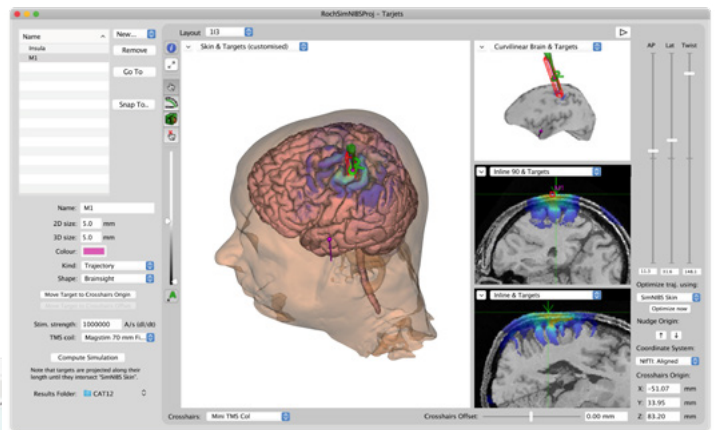 RochSimNIBSProj – Tarjets
Name
Insula
M1
New...
Remove
Go To
Snap To..
Name: M1
2D size: 5.0 mm
3D size: 5.0 mm
Colour:
Kind: Trajectory
Shape: Brainsight
Move Target to Crosshairs Origin
Stim. strength: 1000000 A/s (dI/dt)
TMS coil: Magstim 70 mm Fi...
Compute Simulation
Note that targets are projected along their
length until they intersect "SimNIBS Skin".
Results Folder: CAT12
Layout 1|3
Skin & Targets (customised)
Curvilinear Brain & Targets
Inline 90 & Targets
Inline & Targets
Crosshairs: Mini TMS Coil
Crosshairs Offset: 0.00 mm
AP Lat Twist
Optimize traj. using:
SimNIBS Skin
Optimize now
Nudge Origin:
Coordinate System:
NIfTI: Aligned
Crosshairs Origin:
X: -51.07 mm
Y: 33.95 mm
Z: 83.20 mm